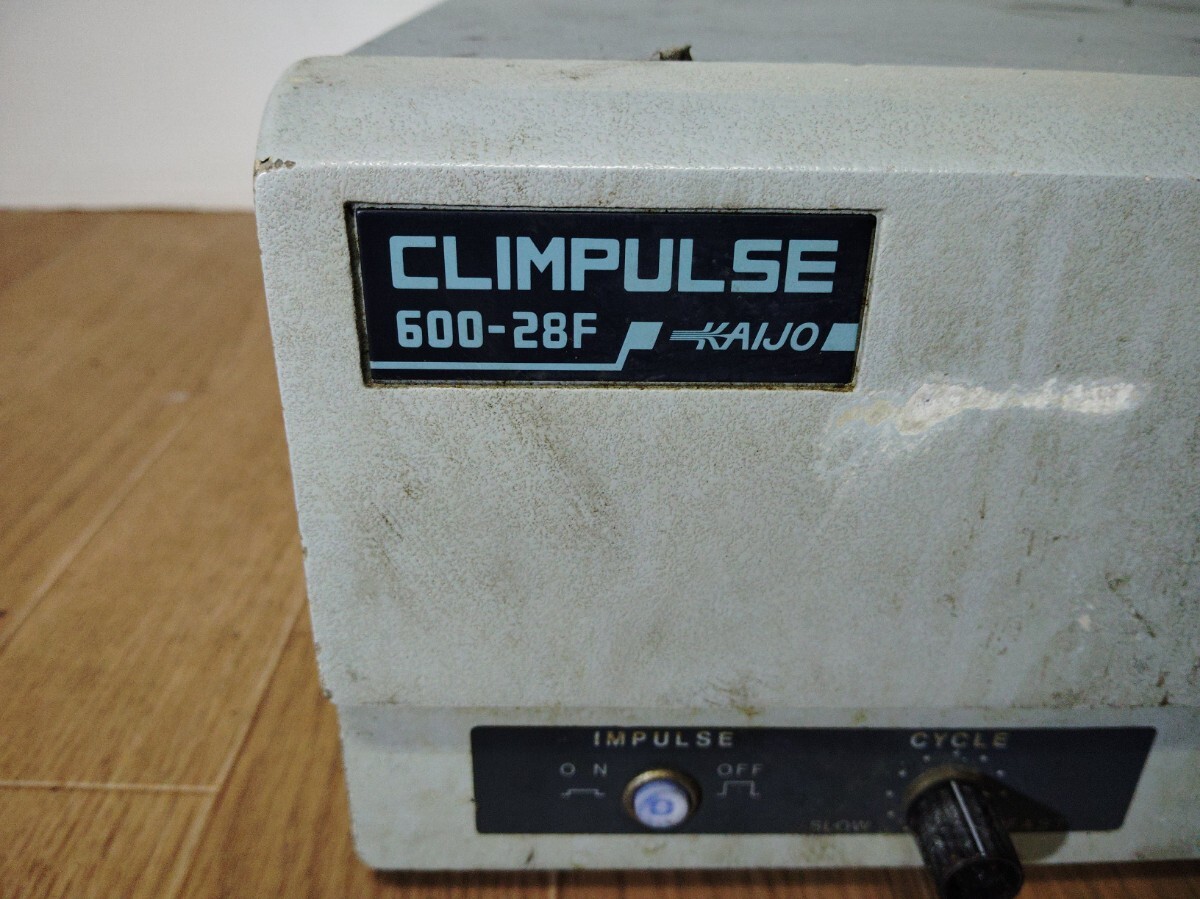 CLIMPULSE
600-28F KAIJO
IMPULSE
ON OFF
CYCLE
SLOW